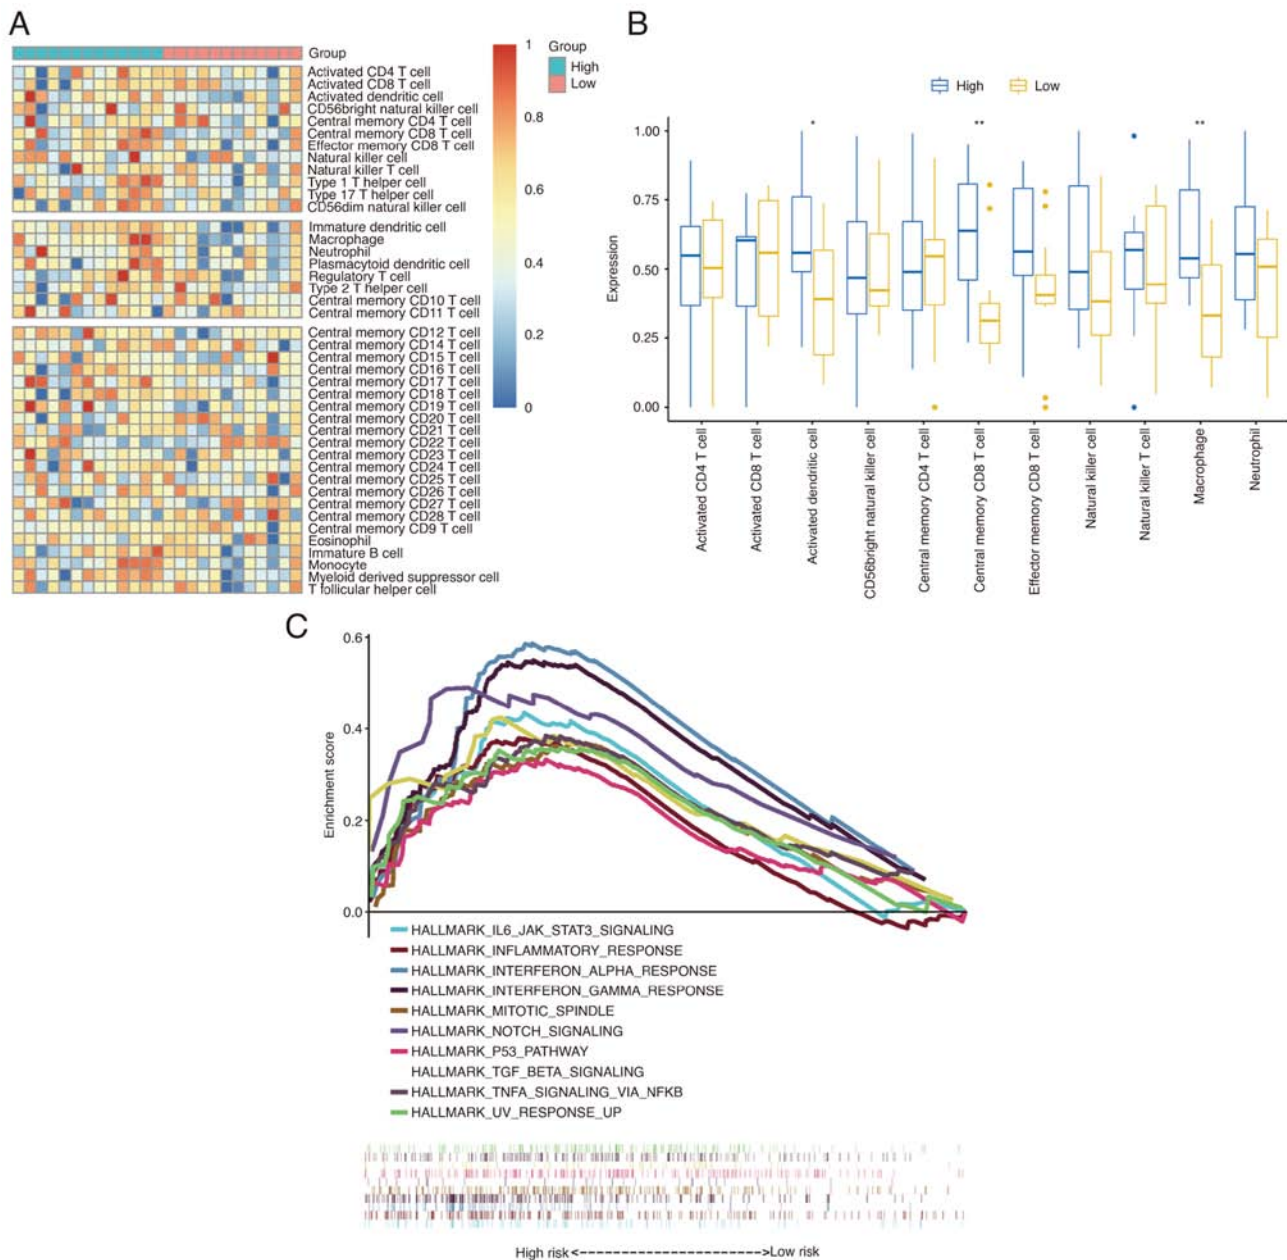 A
Group
Activated CD4 T cell
Activated CD8 T cell
Activated dendritic cell
CD56bright natural killer cell
Central memory CD4 T cell
Central memory CD8 T cell
Effector memory CD8 T cell
Natural killer cell
Natural killer T cell
Type 1 T helper cell
Type 17 T helper cell
CD56dim natural killer cell
Immature dendritic cell
Macrophage
Neutrophil
Plasmacytoid dendritic cell
Regulatory T cell
Type 2 T helper cell
Central memory CD10 T cell
Central memory CD11 T cell
Central memory CD12 T cell
Central memory CD14 T cell
Central memory CD15 T cell
Central memory CD16 T cell
Central memory CD17 T cell
Central memory CD18 T cell
Central memory CD19 T cell
Central memory CD20 T cell
Central memory CD21 T cell
Central memory CD22 T cell
Central memory CD23 T cell
Central memory CD24 T cell
Central memory CD25 T cell
Central memory CD26 T cell
Central memory CD27 T cell
Central memory CD28 T cell
Central memory CD9 T cell
Eosinophil
Immature B cell
Monocyte
Myeloid derived suppressor cell
T follicular helper cell
1
0.8
0.6
0.4
0.2
0
Group
High
Low
B
High
Low
*
**
**
Expression
1.00
0.75
0.50
0.25
0.00
Activated CD4 T cell
Activated CD8 T cell
Activated dendritic cell
CD56bright natural killer cell
Central memory CD4 T cell
Central memory CD8 T cell
Effector memory CD8 T cell
Natural killer cell
Natural killer T cell
Macrophage
Neutrophil
C
Enrichment score
0.6
0.4
0.2
0.0
HALLMARK_IL6_JAK_STAT3_SIGNALING
HALLMARK_INFLAMMATORY_RESPONSE
HALLMARK_INTERFERON_ALPHA_RESPONSE
HALLMARK_INTERFERON_GAMMA_RESPONSE
HALLMARK_MITOTIC_SPINDLE
HALLMARK_NOTCH_SIGNALING
HALLMARK_P53_PATHWAY
HALLMARK_TGF_BETA_SIGNALING
HALLMARK_TNFA_SIGNALING_VIA_NFKB
HALLMARK_UV_RESPONSE_UP
High risk <---------------------->Low risk